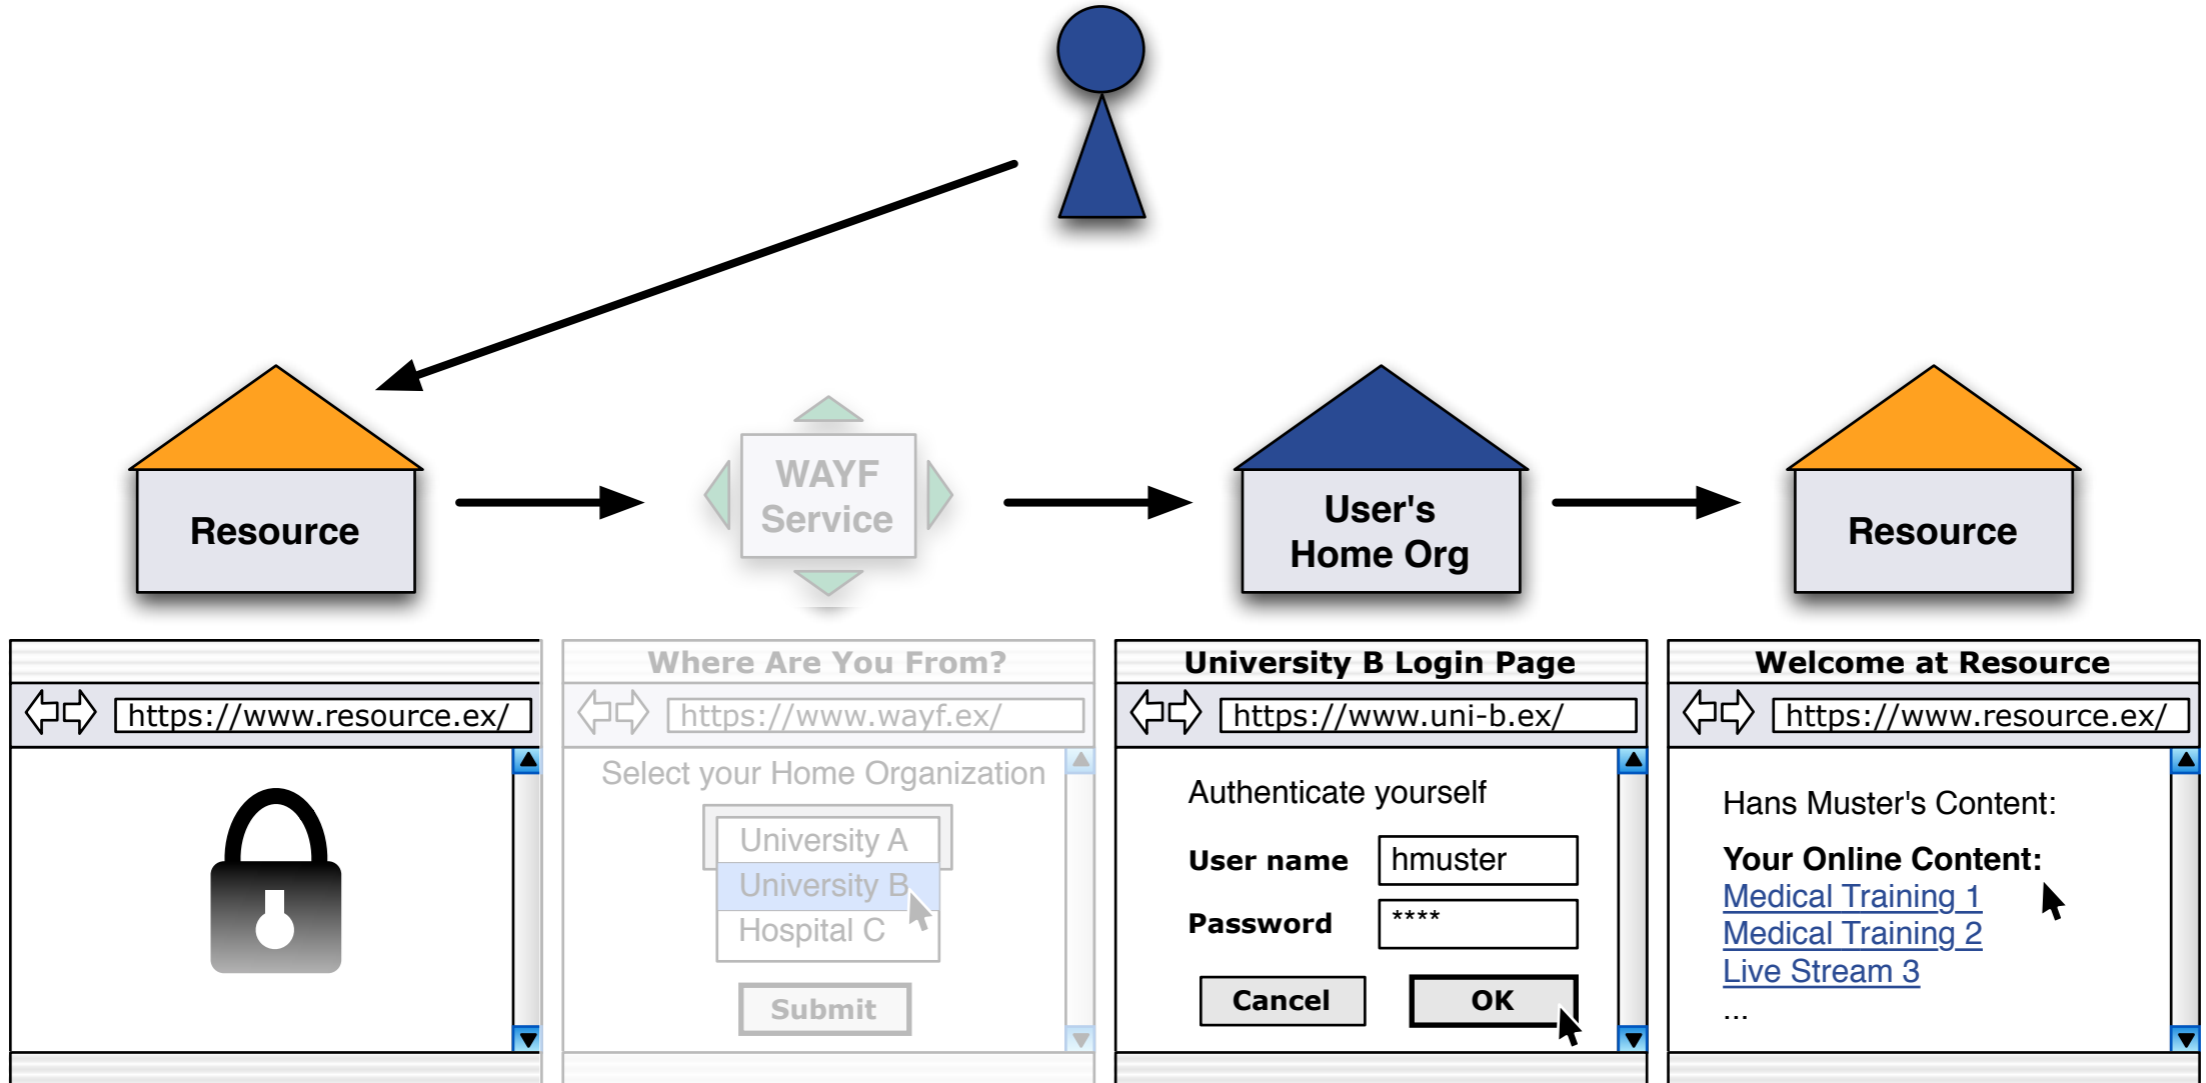 Resource
WAYF
Service
User's
Home Org
Resource
https://www.resource.ex/
Where Are You From?
https://www.wayf.ex/
Select your Home Organization
University A
University B
Hospital C
Submit
University B Login Page
https://www.uni-b.ex/
Authenticate yourself
User name hmuster
Password ****
Cancel OK
Welcome at Resource
https://www.resource.ex/
Hans Muster's Content:
Your Online Content:
Medical Training 1
Medical Training 2
Live Stream 3
...